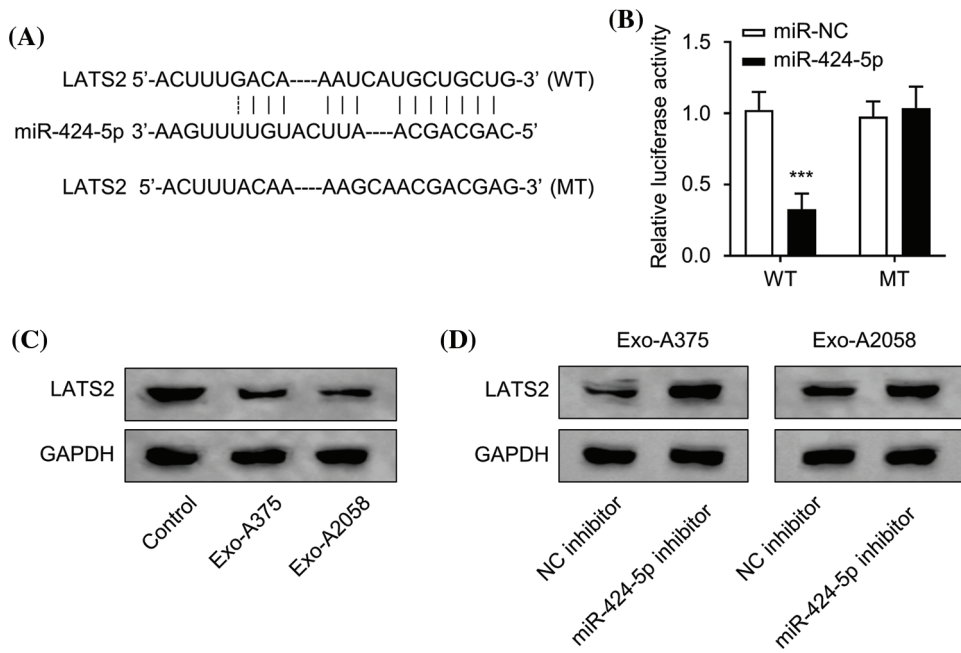 (A)
LATS2 5'-ACUUUGACA----AAUCAUGCUGCUG-3' (WT)
miR-424-5p 3'-AAGUUUUGUACUUA----ACGACGAC-5'
LATS2 5'-ACUUUACAA----AAGCAACGACGAG-3' (MT)
(B)
miR-NC
miR-424-5p
Relative luciferase activity
1.5
1.0
0.5
0.0
***
WT MT
(C)
LATS2
GAPDH
Control
Exo-A375
Exo-A2058
(D)
Exo-A375 Exo-A2058
LATS2
GAPDH
NC inhibitor
miR-424-5p inhibitor
NC inhibitor
miR-424-5p inhibitor